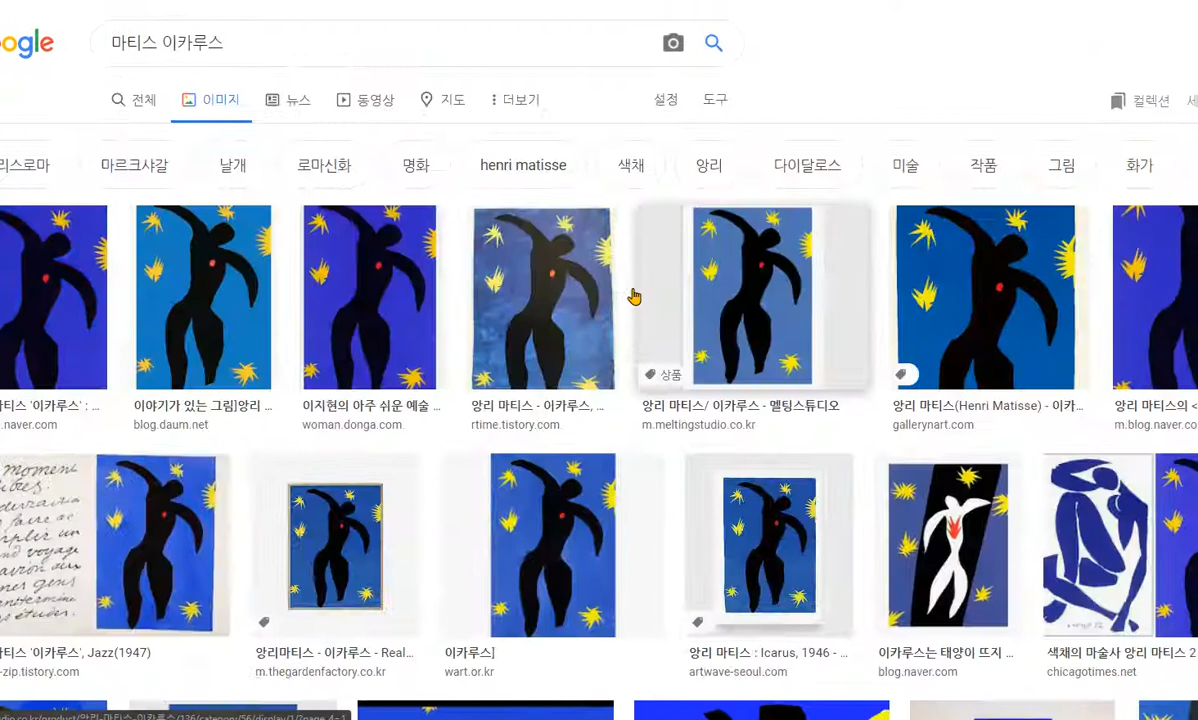 ogle
마티스 이카루스
전체 이미지 뉴스 동영상 지도 더보기 설정 도구 컬렉션 세
리스로마 마르크샤갈 날개 로마신화 명화 henri matisse 색채 앙리 다이달로스 미술 작품 그림 화가
상품
티스 '이카루스' : ... 이야기가 있는 그림]앙리 ... 이지현의 아주 쉬운 예술 ... 앙리 마티스 - 이카루스, ... 앙리 마티스/ 이카루스 - 멜팅스튜디오 앙리 마티스(Henri Matisse) - 이카... 앙리 마티스의 <
.naver.com blog.daum.net woman.donga.com rtime.tistory.com m.meltingstudio.co.kr gallerynart.com m.blog.naver.co
moment
voyage
티스 '이카루스', Jazz(1947) 앙리마티스 - 이카루스 - Real... 이카루스] 앙리 마티스 : Icarus, 1946 - ... 이카루스는 태양이 뜨지 ... 색채의 마술사 앙리 마티스 2
-zip.tistory.com m.thegardenfactory.co.kr wart.or.kr artwave-seoul.com blog.naver.com chicagotimes.net